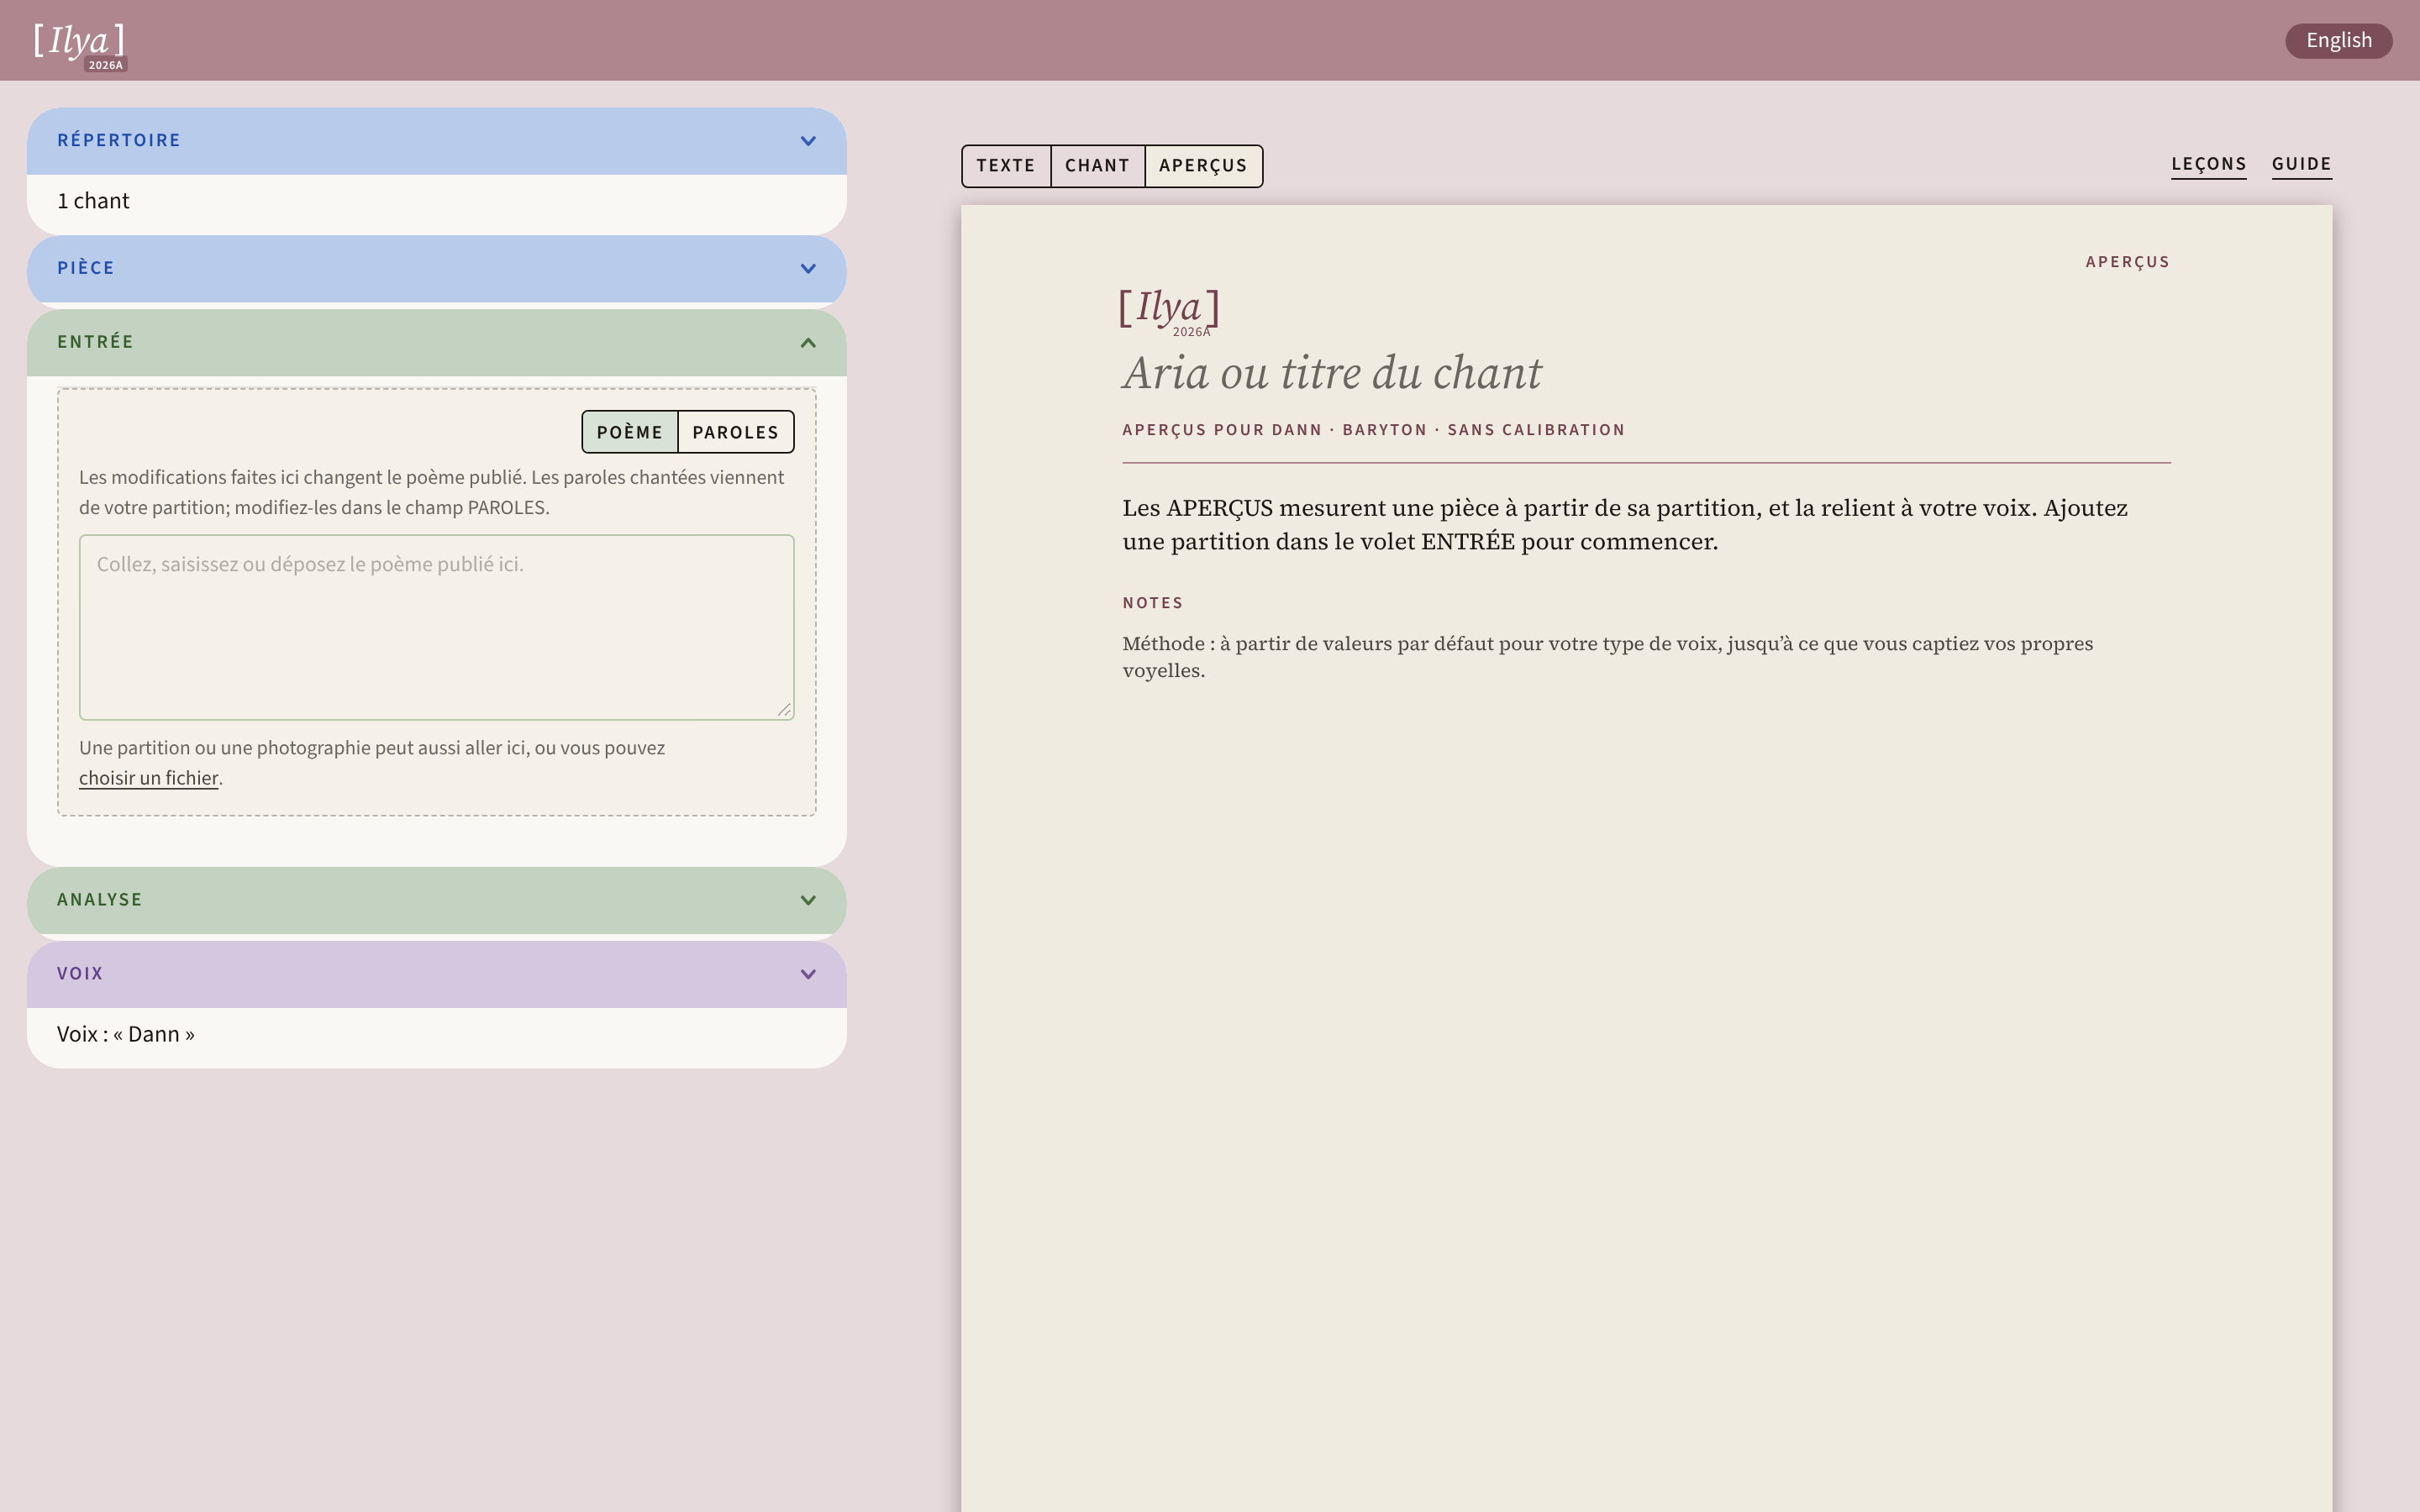 [Ilya]
2026A
English
RÉPERTOIRE
1 chant
PIÈCE
ENTRÉE
POÈME PAROLES
Les modifications faites ici changent le poème publié. Les paroles chantées viennent
de votre partition; modifiez-les dans le champ PAROLES.
Collez, saisissez ou déposez le poème publié ici.
Une partition ou une photographie peut aussi aller ici, ou vous pouvez
choisir un fichier.
ANALYSE
VOIX
Voix : « Dann »
TEXTE CHANT APERÇUS
LEÇONS GUIDE
APERÇUS
[Ilya]
2026A
Aria ou titre du chant
APERÇUS POUR DANN · BARYTON · SANS CALIBRATION
Les APERÇUS mesurent une pièce à partir de sa partition, et la relient à votre voix. Ajoutez
une partition dans le volet ENTRÉE pour commencer.
NOTES
Méthode : à partir de valeurs par défaut pour votre type de voix, jusqu’à ce que vous captiez vos propres
voyelles.